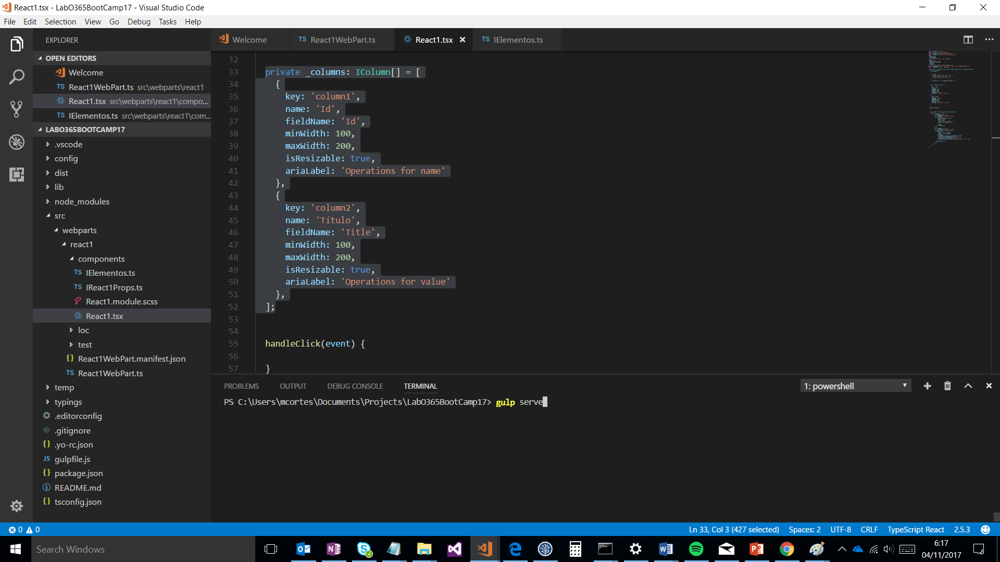 React1.tsx - LabO365BootCamp17 - Visual Studio Code
File Edit Selection View Go Debug Tasks Help
EXPLORER
OPEN EDITORS
Welcome
TS React1WebPart.ts src\webparts\react1
React1.tsx src\webparts\react1\compo...
TS IElementos.ts src\webparts\react1\com...
LABO365BOOTCAMP17
.vscode
config
dist
lib
node_modules
src
webparts
react1
components
TS IElementos.ts
TS IReact1Props.ts
React1.module.scss
React1.tsx
loc
test
{} React1WebPart.manifest.json
TS React1WebPart.ts
temp
typings
.editorconfig
.gitignore
{} .yo-rc.json
JS gulpfile.js
{} package.json
README.md
{} tsconfig.json
Welcome TS React1WebPart.ts React1.tsx TS IElementos.ts
32
33 private _columns: IColumn[] = [
34 {
35 key: 'column1',
36 name: 'Id',
37 fieldName: 'Id',
38 minWidth: 100,
39 maxWidth: 200,
40 isResizable: true,
41 ariaLabel: 'Operations for name'
42 },
43 {
44 key: 'column2',
45 name: 'Título',
46 fieldName: 'Title',
47 minWidth: 100,
48 maxWidth: 200,
49 isResizable: true,
50 ariaLabel: 'Operations for value'
51 },
52 ];
53
54
55 handleClick(event) {
56
57 }
PROBLEMS OUTPUT DEBUG CONSOLE TERMINAL 1: powershell
PS C:\Users\mcortes\Documents\Projects\LabO365BootCamp17> gulp serve
0 0 Ln 33, Col 3 (427 selected) Spaces: 2 UTF-8 CRLF TypeScript React 2.5.3
Search Windows
6:17
04/11/2017